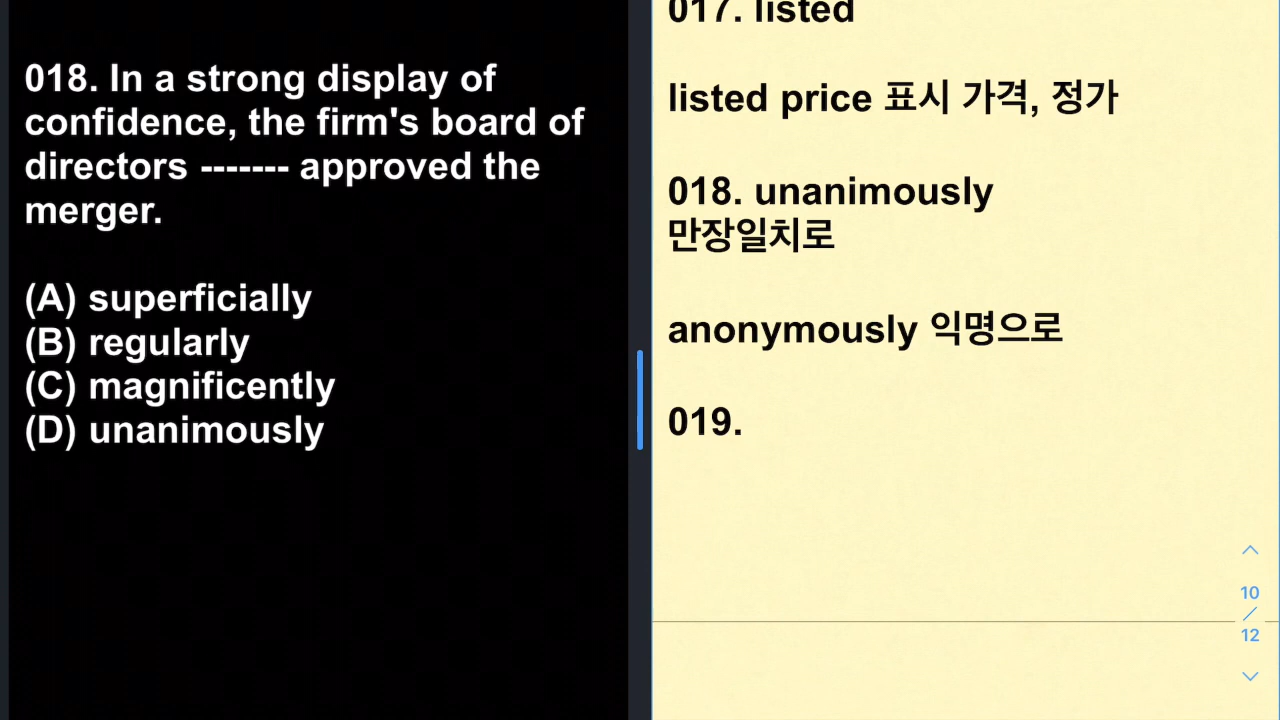 018. In a strong display of
confidence, the firm's board of
directors ------- approved the
merger.
(A) superficially
(B) regularly
(C) magnificently
(D) unanimously
017. listed
listed price 표시 가격, 정가
018. unanimously
만장일치로
anonymously 익명으로
019.
10
/
12